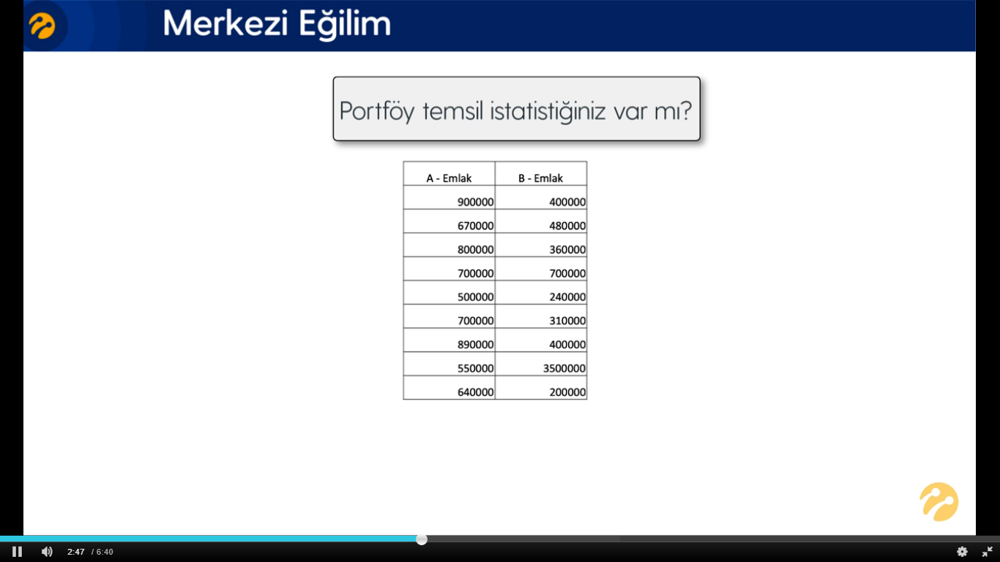 Merkezi Eğilim
Portföy temsil istatistiğiniz var mı?
A - Emlak B - Emlak
900000 400000
670000 480000
800000 360000
700000 700000
500000 240000
700000 310000
890000 400000
550000 3500000
640000 200000
2:47 / 6:40